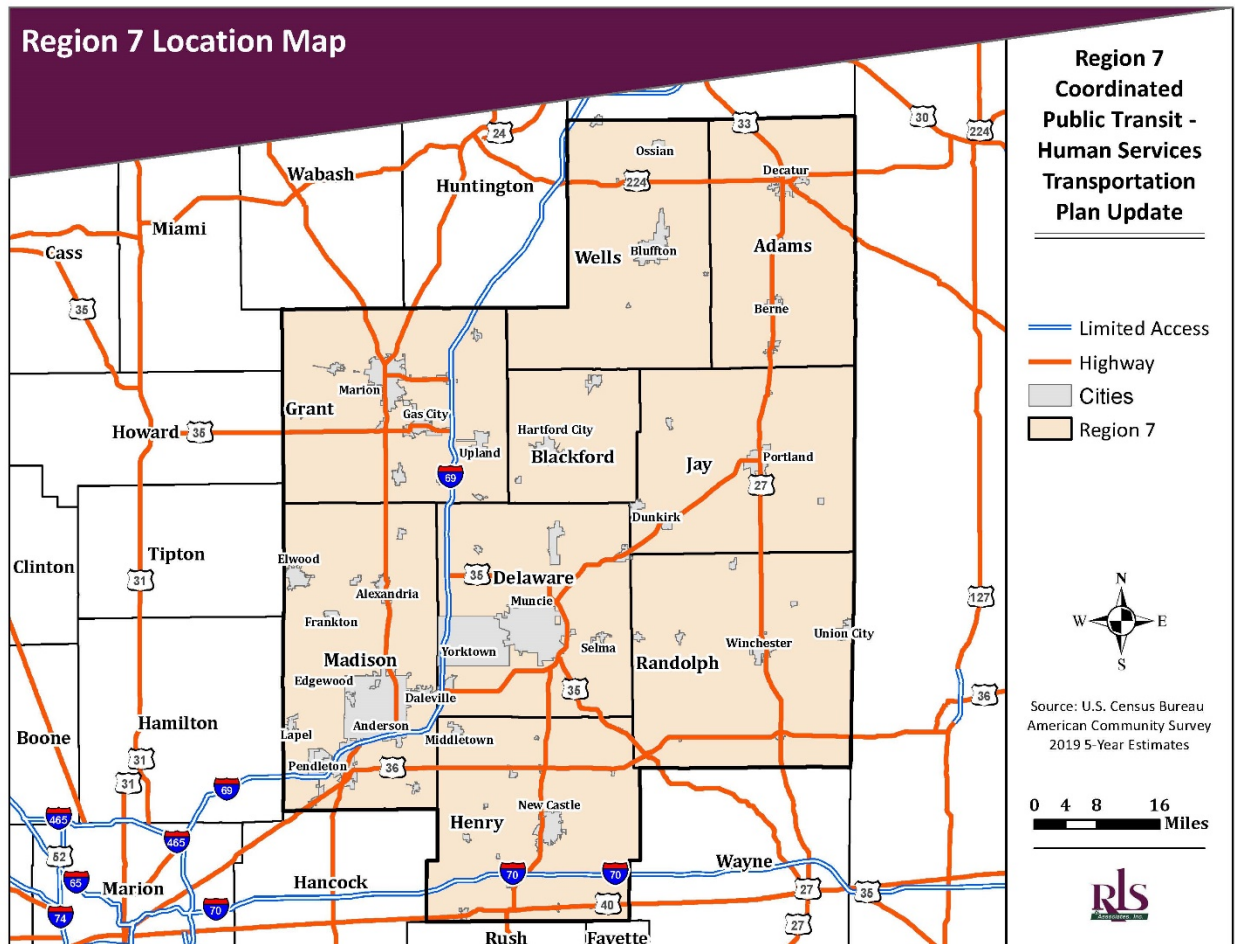 Region 7 Location Map
Region 7
Coordinated
Public Transit -
Human Services
Transportation
Plan Update
Limited Access
Highway
Cities
Region 7
N
W
E
S
Source: U.S. Census Bureau
American Community Survey
2019 5-Year Estimates
0 4 8 16
Miles
RLS
& Associates, Inc.
24
33
30
224
Wabash
Huntington
Ossian
224
Decatur
Miami
Cass
Wells
Bluffton
Adams
35
Berne
Marion
Grant
Gas City
Howard
35
Hartford City
Upland
Blackford
Jay
Portland
69
27
Dunkirk
Tipton
Clinton
31
Elwood
Alexandria
35
Delaware
Muncie
127
Frankton
Yorktown
Selma
Winchester
Union City
Madison
Randolph
Edgewood
Daleville
35
36
Hamilton
Boone
Anderson
Lapel
Middletown
31
Pendleton
36
31
69
New Castle
465
465
Henry
52
65
Marion
Hancock
70
70
Wayne
27
35
74
70
40
27
Rush
Fayette